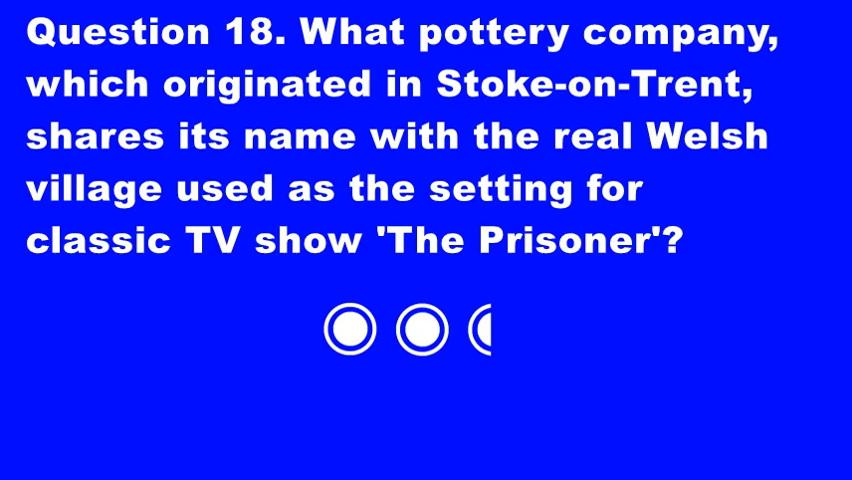 Question 18. What pottery company,
which originated in Stoke-on-Trent,
shares its name with the real Welsh
village used as the setting for
classic TV show 'The Prisoner'?